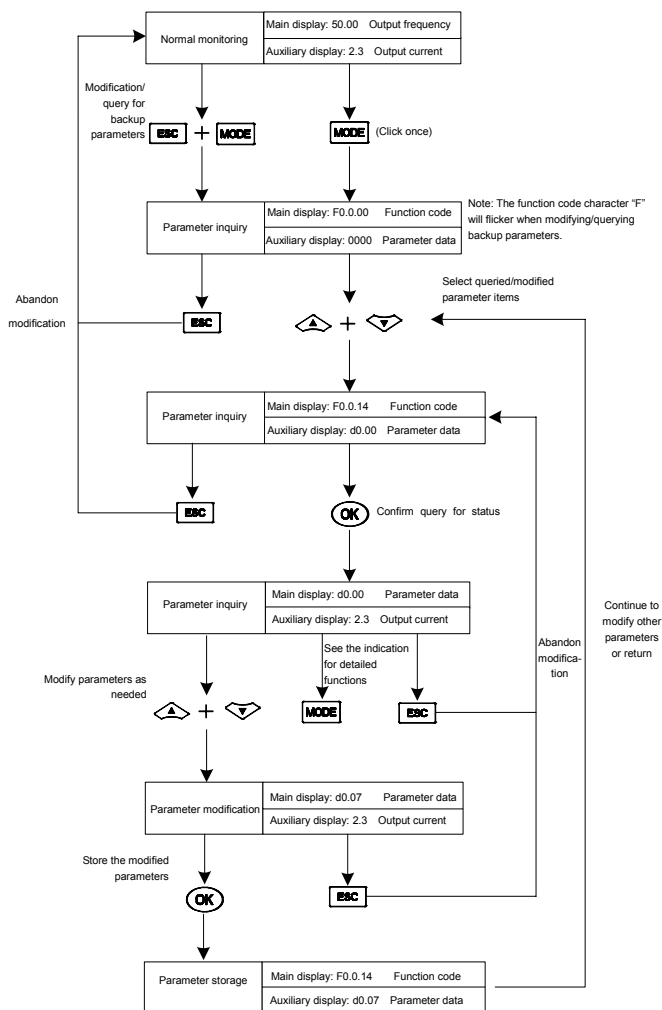 Normal monitoring
Main display: 50.00 Output frequency
Auxiliary display: 2.3 Output current
Modification/
query for
backup
parameters
ESC + MODE
MODE (Click once)
Parameter inquiry
Main display: F0.0.00 Function code
Auxiliary display: 0000 Parameter data
Note: The function code character “F”
will flicker when modifying/querying
backup parameters.
Abandon
modification
ESC
+
Select queried/modified
parameter items
Parameter inquiry
Main display: F0.0.14 Function code
Auxiliary display: d0.00 Parameter data
ESC
OK
Confirm query for status
Parameter inquiry
Main display: d0.00 Parameter data
Auxiliary display: 2.3 Output current
Modify parameters as
needed
+
See the indication
for detailed
functions
MODE
ESC
Abandon
modifica-
tion
Continue to
modify other
parameters
or return
Parameter modification
Main display: d0.07 Parameter data
Auxiliary display: 2.3 Output current
Store the modified
parameters
OK
ESC
Parameter storage
Main display: F0.0.14 Function code
Auxiliary display: d0.07 Parameter data